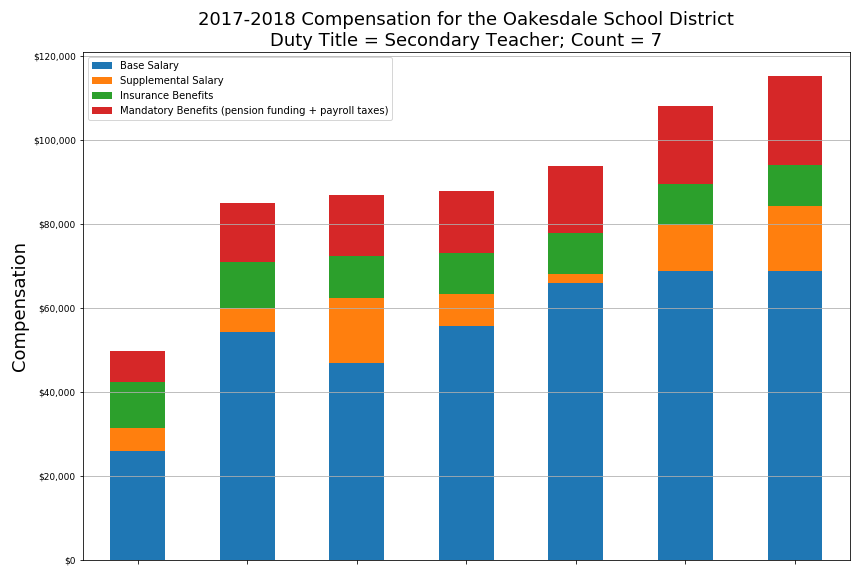 2017-2018 Compensation for the Oakesdale School District
Duty Title = Secondary Teacher; Count = 7
$120,000
Base Salary
Supplemental Salary
Insurance Benefits
Mandatory Benefits (pension funding + payroll taxes)
$100,000
$80,000
$60,000
$40,000
$20,000
$0
Compensation